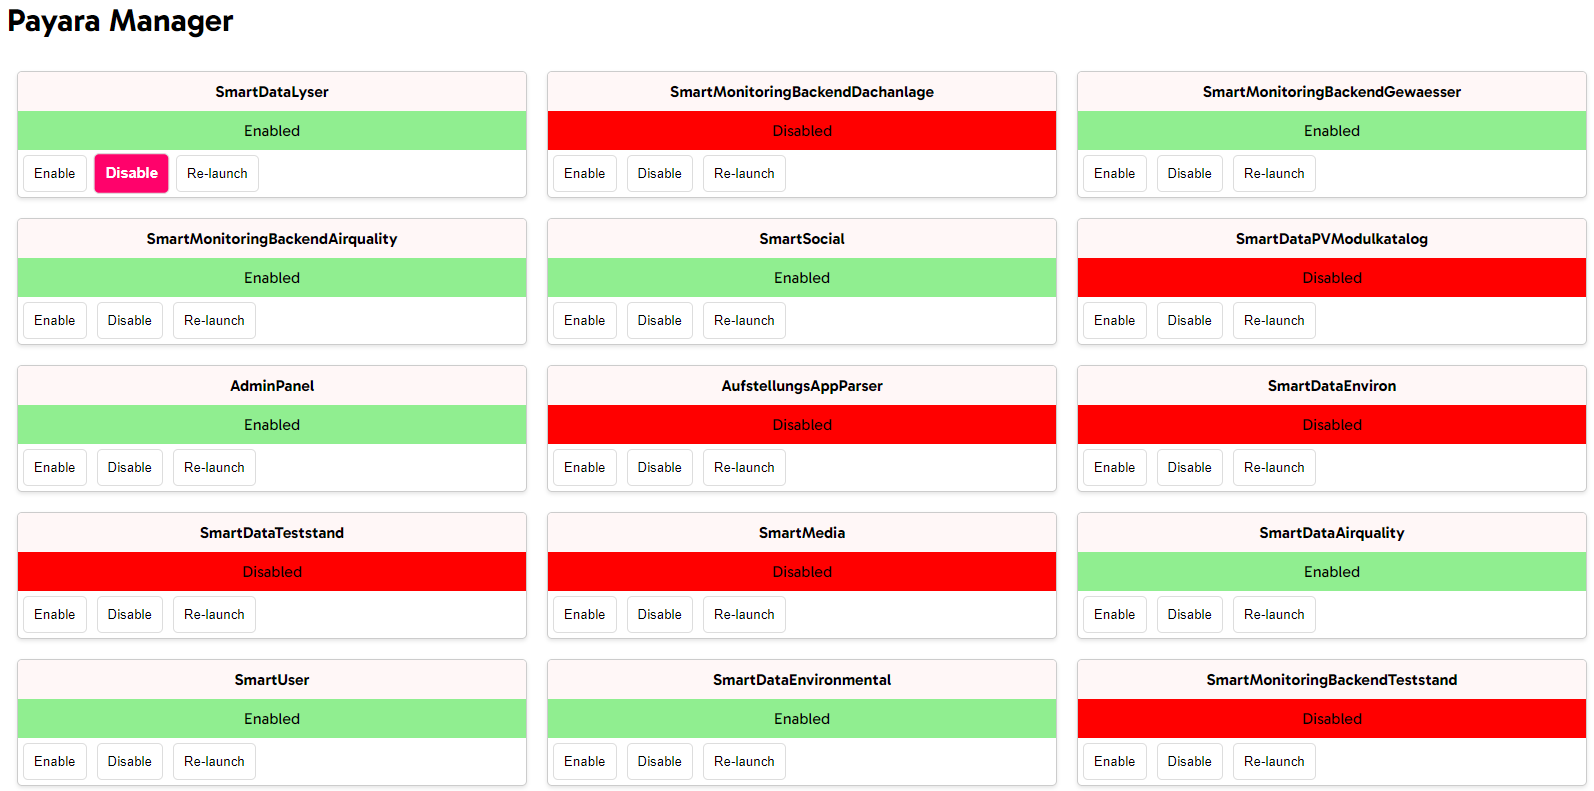 Payara Manager
SmartDataLyser
Enabled
Enable Disable Re-launch
SmartMonitoringBackendDachanlage
Disabled
Enable Disable Re-launch
SmartMonitoringBackendGewaesser
Enabled
Enable Disable Re-launch
SmartMonitoringBackendAirquality
Enabled
Enable Disable Re-launch
SmartSocial
Enabled
Enable Disable Re-launch
SmartDataPVModulkatalog
Disabled
Enable Disable Re-launch
AdminPanel
Enabled
Enable Disable Re-launch
AufstellungsAppParser
Disabled
Enable Disable Re-launch
SmartDataEnviron
Disabled
Enable Disable Re-launch
SmartDataTeststand
Disabled
Enable Disable Re-launch
SmartMedia
Disabled
Enable Disable Re-launch
SmartDataAirquality
Enabled
Enable Disable Re-launch
SmartUser
Enabled
Enable Disable Re-launch
SmartDataEnvironmental
Enabled
Enable Disable Re-launch
SmartMonitoringBackendTeststand
Disabled
Enable Disable Re-launch